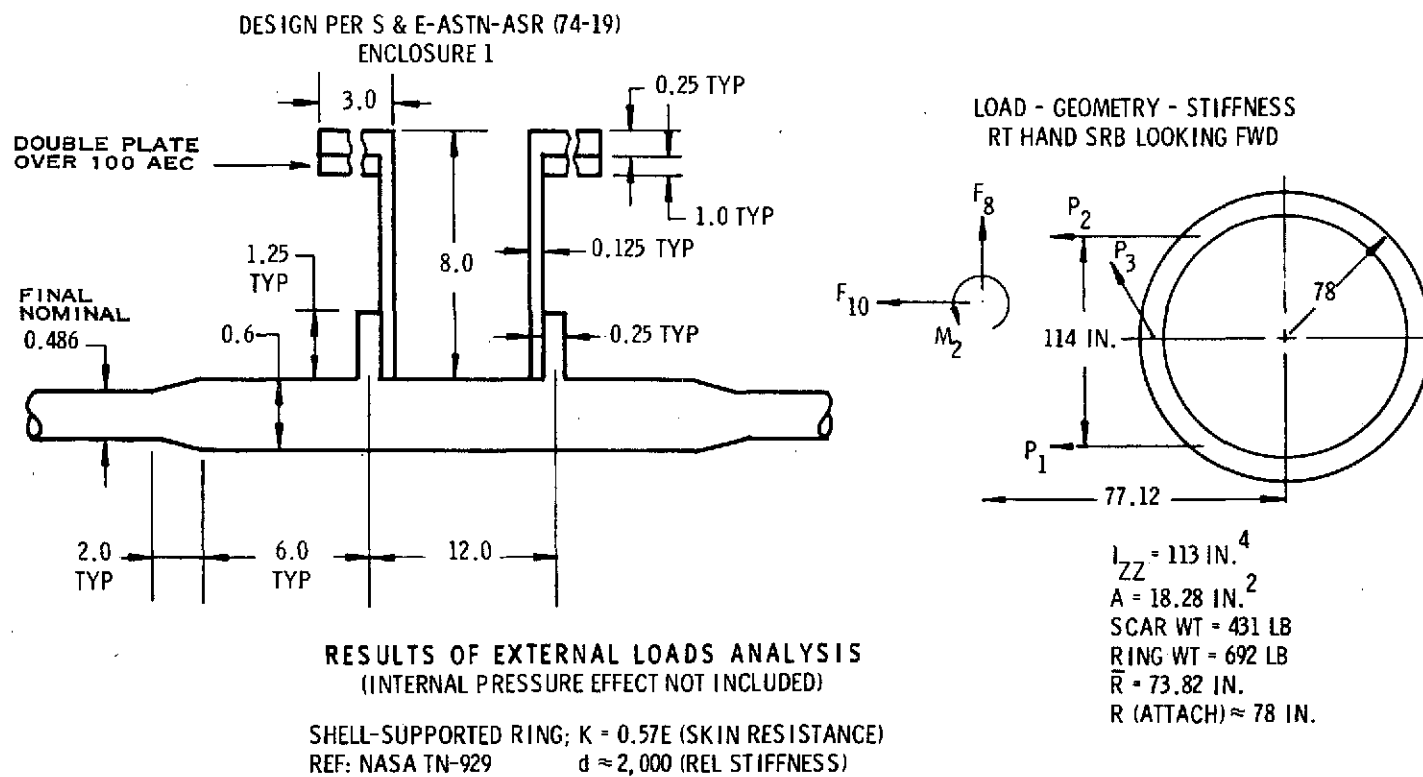 DESIGN PER S & E-ASTN-ASR (74-19)
ENCLOSURE 1
3.0
0.25 TYP
DOUBLE PLATE
OVER 100 AEC
1.0 TYP
8.0
0.125 TYP
1.25
TYP
FINAL
NOMINAL
0.486
0.6
0.25 TYP
2.0
TYP
6.0
TYP
12.0
LOAD - GEOMETRY - STIFFNESS
RT HAND SRB LOOKING FWD
F8
P2
P3
F10
M2
78
114 IN.
P1
77.12
IZZ = 113 IN.4
A = 18.28 IN.2
SCAR WT = 431 LB
RING WT = 692 LB
R̅ = 73.82 IN.
R (ATTACH) ≈ 78 IN.
RESULTS OF EXTERNAL LOADS ANALYSIS
(INTERNAL PRESSURE EFFECT NOT INCLUDED)
SHELL-SUPPORTED RING; K = 0.57E (SKIN RESISTANCE)
REF: NASA TN-929 d ≈ 2,000 (REL STIFFNESS)